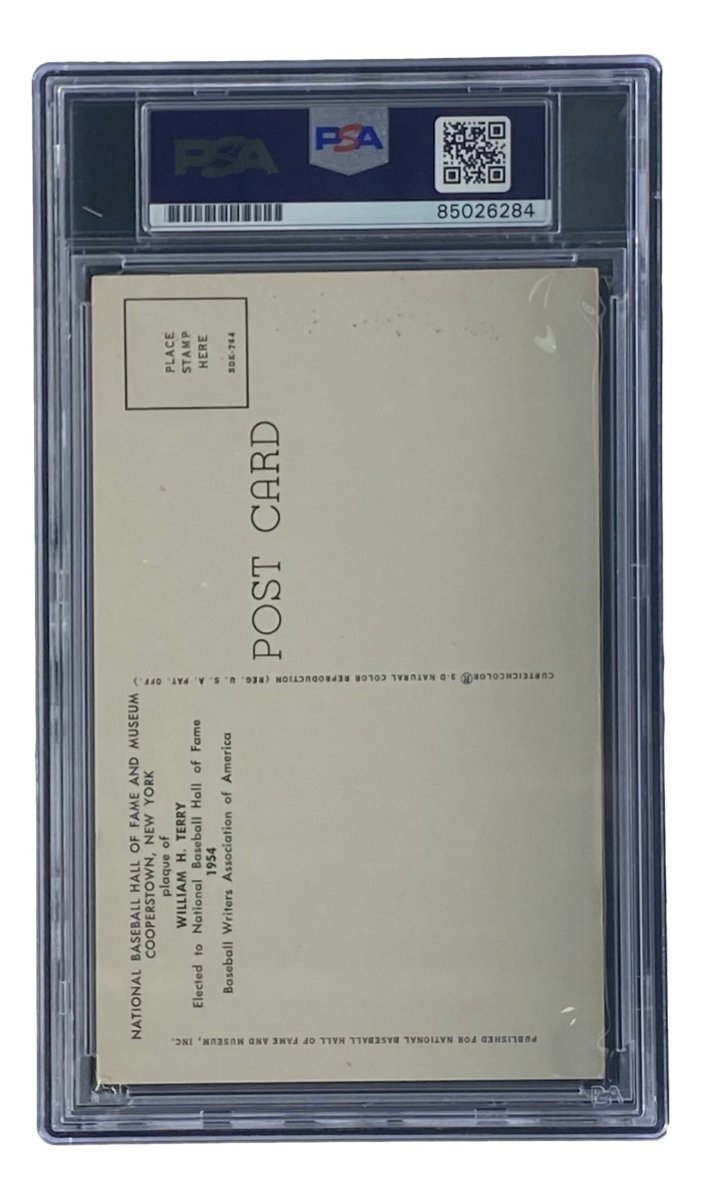 PSA
PSA
85026284
PLACE
STAMP
HERE
BDK-764
POST CARD
NATIONAL BASEBALL HALL OF FAME AND MUSEUM
COOPERSTOWN, NEW YORK
plaque of
WILLIAM H. TERRY
Elected to National Baseball Hall of Fame
1954
Baseball Writers Association of America
CURTEICHCOLOR® 3-D NATURAL COLOR REPRODUCTION (REG. U. S. A. PAT. OFF.)
PUBLISHED FOR NATIONAL BASEBALL HALL OF FAME AND MUSEUM, INC.